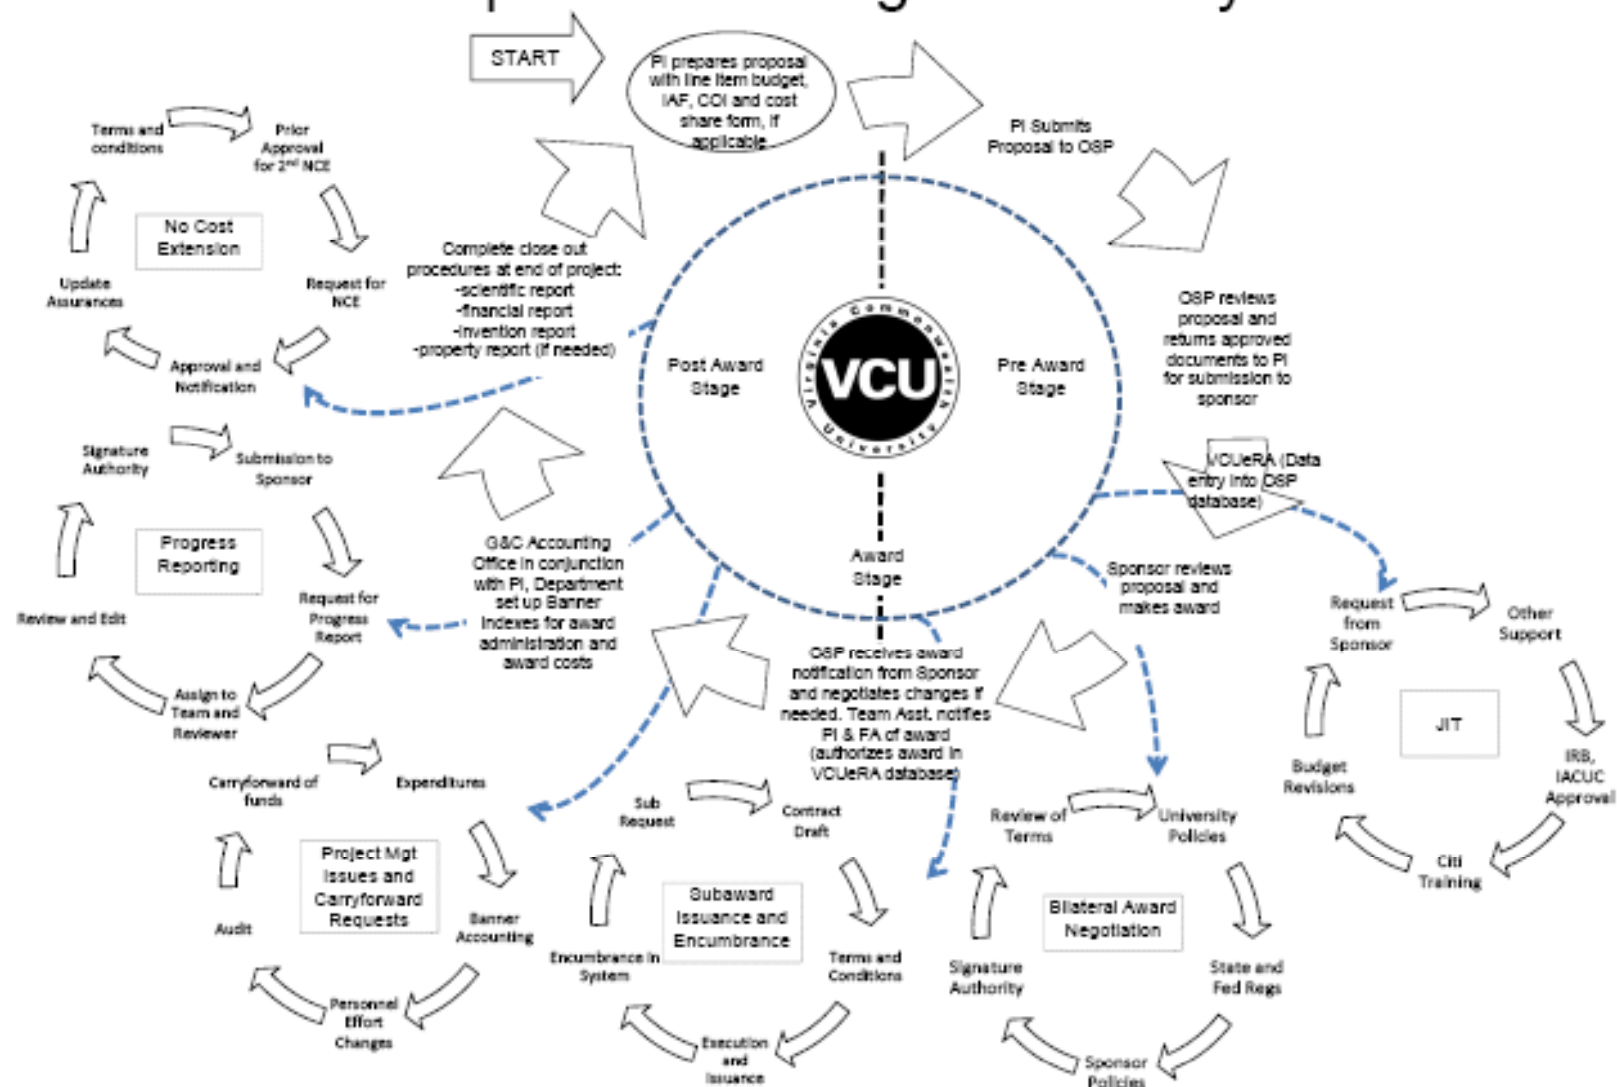 START
PI prepares proposal
with line item budget,
IAF, COI and cost
share form, if
applicable
PI Submits
Proposal to OSP
OSP reviews
proposal and
returns approved
documents to PI
for submission to
sponsor
VCUeRA (Data
entry into OSP
database)
Sponsor reviews
proposal and
makes award
OSP receives award
notification from Sponsor
and negotiates changes if
needed. Team Asst. notifies
PI & FA of award
(authorizes award in
VCUeRA database)
G&C Accounting
Office in conjunction
with PI, Department
set up Banner
Indexes for award
administration and
award costs
Complete close out
procedures at end of project:
-scientific report
-financial report
-invention report
-property report (if needed)
Post Award
Stage
Pre Award
Stage
Award
Stage
Virginia Commonwealth
VCU
University
Terms and
conditions
Prior
Approval
for 2nd NCE
No Cost
Extension
Request for
NCE
Update
Assurances
Approval and
Notification
Signature
Authority
Submission to
Sponsor
Progress
Reporting
Request for
Progress
Report
Review and Edit
Assign to
Team and
Reviewer
Carryforward of
funds
Expenditures
Project Mgt
Issues and
Carryforward
Requests
Banner
Accounting
Audit
Personnel
Effort
Changes
Sub
Request
Contract
Draft
Subaward
Issuance and
Encumbrance
Terms and
Conditions
Encumbrance in
System
Execution
and
Issuance
Review of
Terms
University
Policies
Bilateral Award
Negotiation
State and
Fed Regs
Signature
Authority
Sponsor
Policies
Request
from
Sponsor
Other
Support
JIT
IRB,
IACUC
Approval
Budget
Revisions
Citi
Training